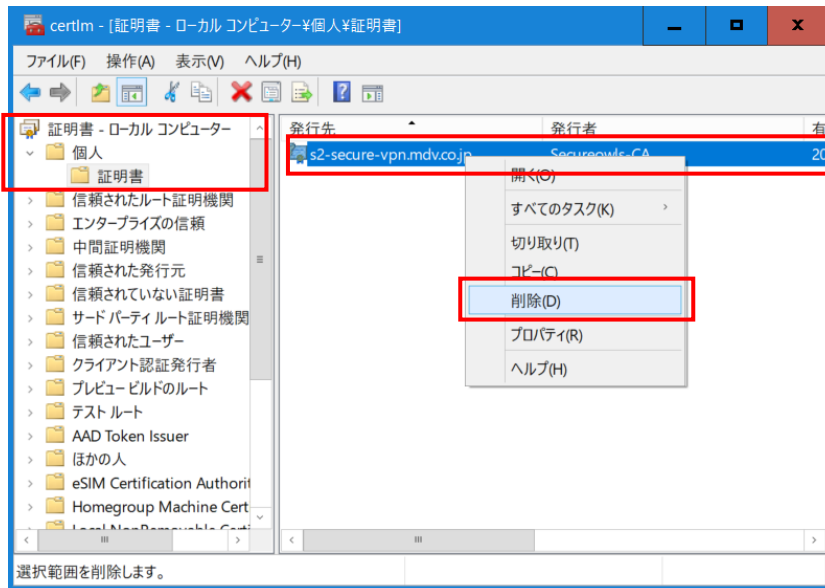 certlm - [証明書 - ローカル コンピューター¥個人¥証明書]
ファイル(F) 操作(A) 表示(V) ヘルプ(H)
証明書 - ローカル コンピューター
個人
証明書
信頼されたルート証明機関
エンタープライズの信頼
中間証明機関
信頼された発行元
信頼されていない証明書
サード パーティ ルート証明機関
信頼されたユーザー
クライアント認証発行者
プレビュー ビルドのルート
テスト ルート
AAD Token Issuer
ほかの人
eSIM Certification Authorit
Homegroup Machine Cert
発行先 発行者 有
s2-secure-vpn.mdv.co.jp Secureowls-CA 20
開く(O)
すべてのタスク(K)
切り取り(T)
コピー(C)
削除(D)
プロパティ(R)
ヘルプ(H)
選択範囲を削除します。